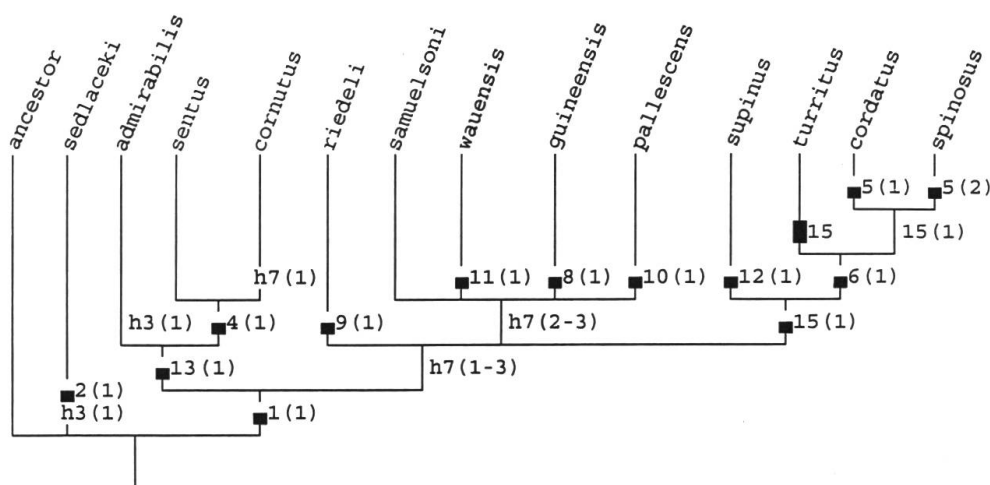 ancestor
sedlaceki
admirabilis
sentus
cornutus
riedeli
samuelsoni
wauensis
guineensis
pallescens
supinus
turritus
cordatus
spinosus
5(1)
5(2)
15
15(1)
h7(1)
11(1)
8(1)
10(1)
12(1)
6(1)
h3(1)
4(1)
9(1)
h7(2-3)
15(1)
13(1)
h7(1-3)
2(1)
h3(1)
1(1)